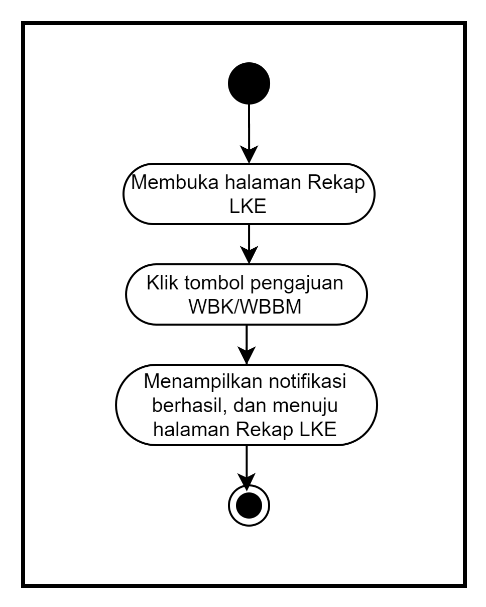 Membuka halaman Rekap
LKE
Klik tombol pengajuan
WBK/WBBM
Menampilkan notifikasi
berhasil, dan menuju
halaman Rekap LKE